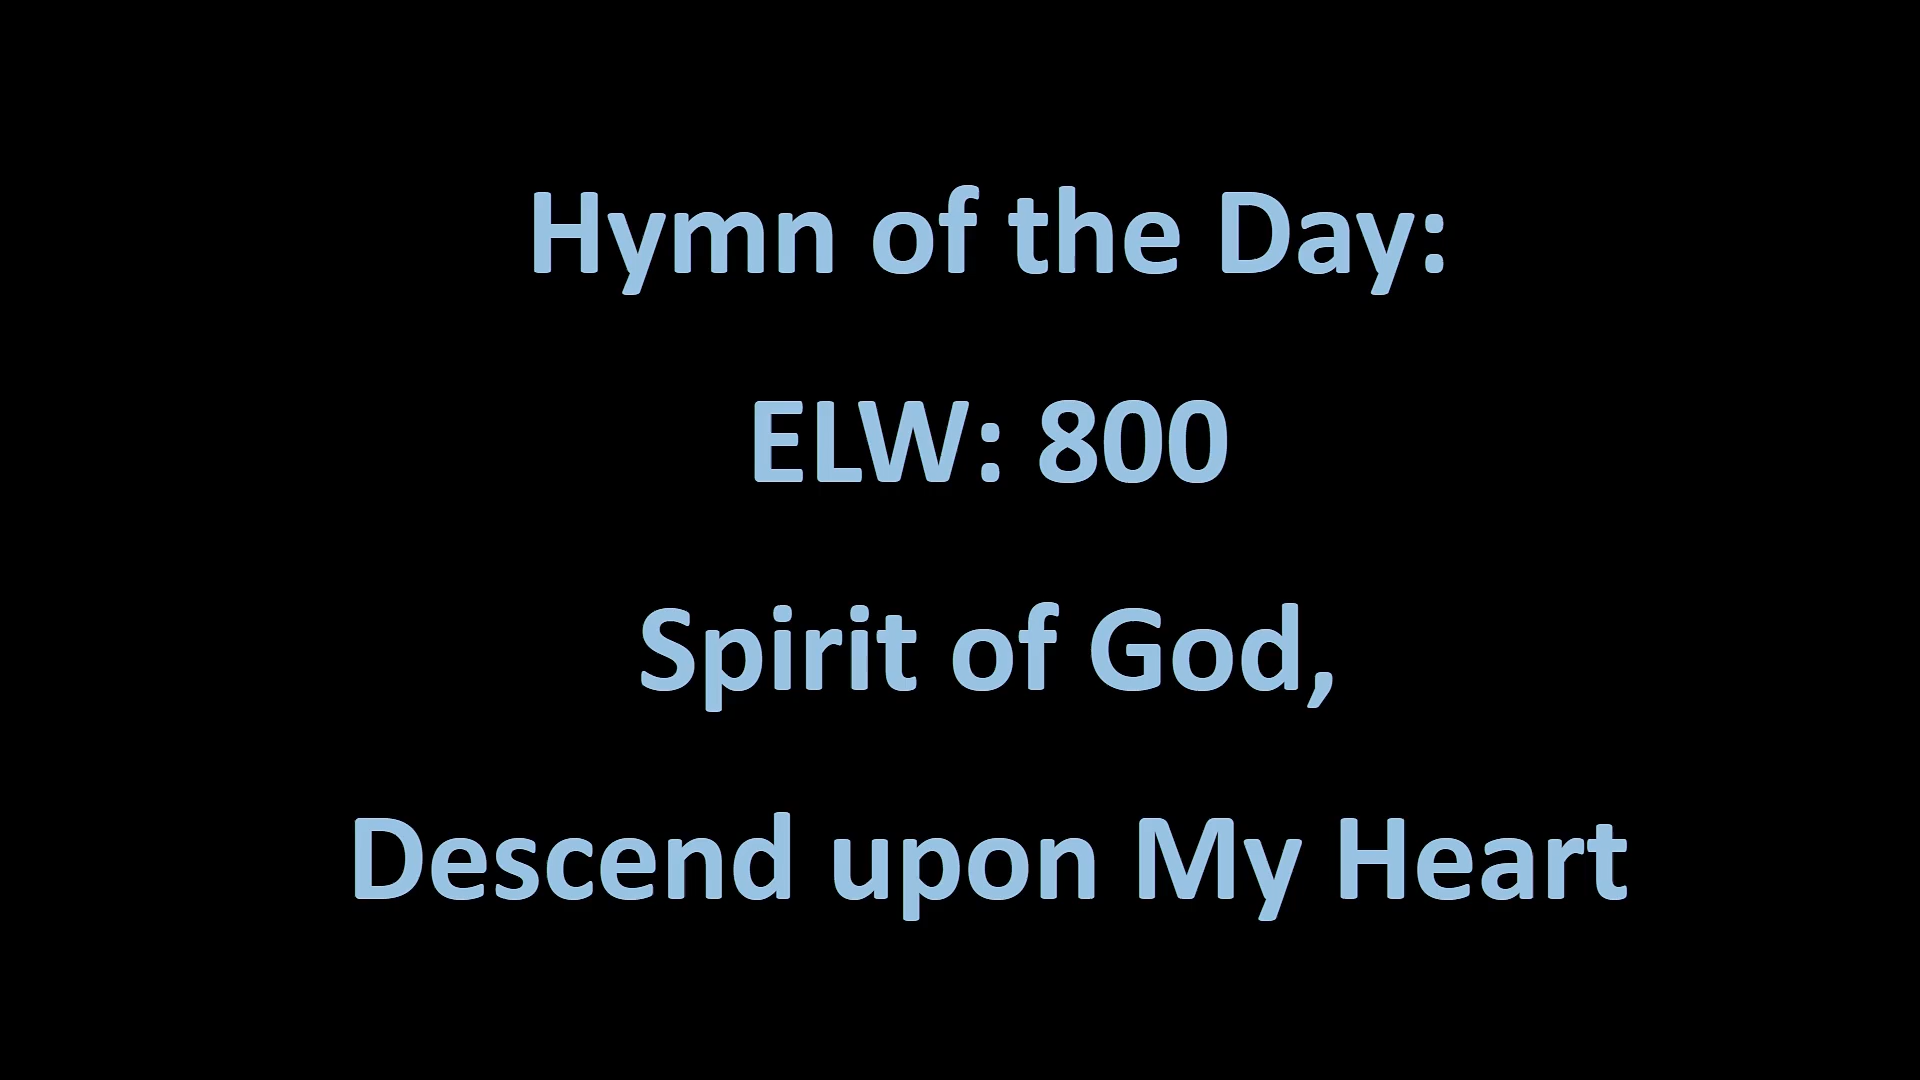 Hymn of the Day:
ELW: 800
Spirit of God,
Descend upon My Heart